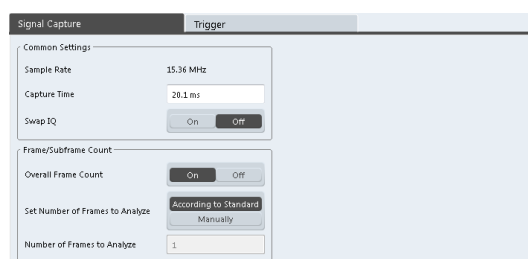 Signal Capture Trigger
Common Settings
Sample Rate 15.36 MHz
Capture Time 20.1 ms
Swap IQ On Off
Frame/Subframe Count
Overall Frame Count On Off
Set Number of Frames to Analyze According to Standard
Manually
Number of Frames to Analyze 1